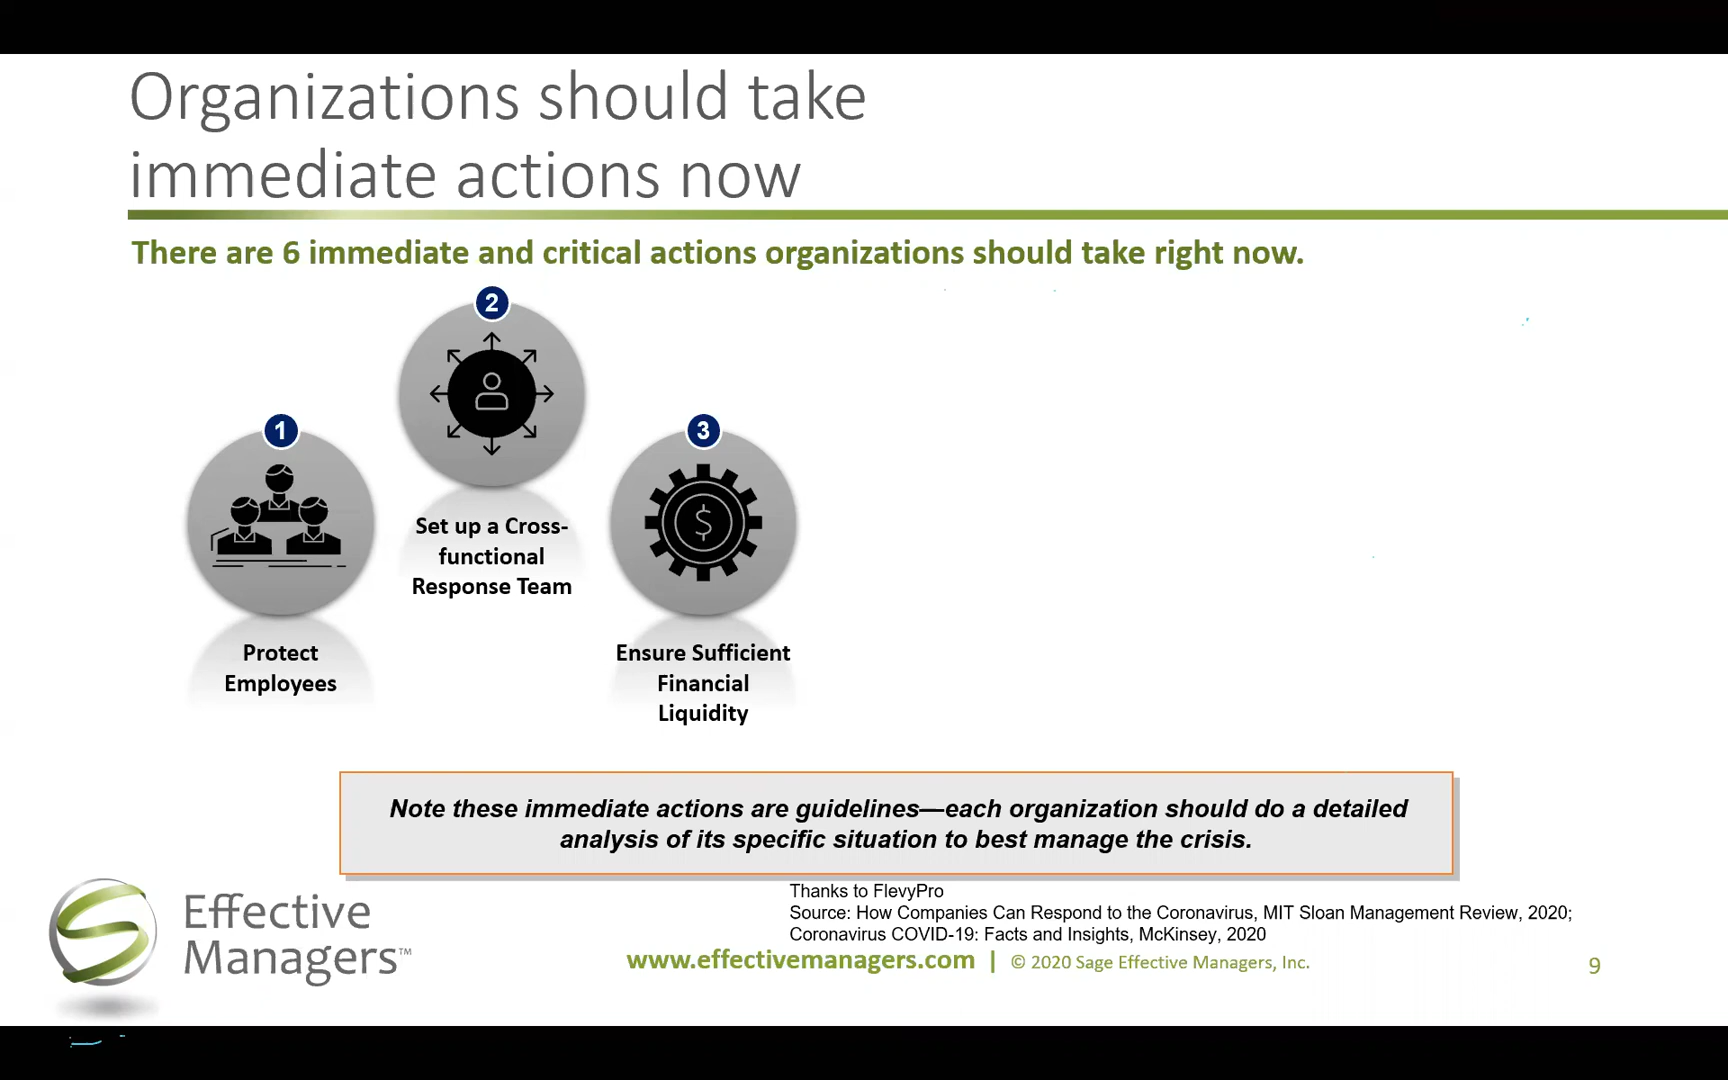 Organizations should take
immediate actions now
There are 6 immediate and critical actions organizations should take right now.
1
Protect
Employees
2
Set up a Cross-
functional
Response Team
3
$
Ensure Sufficient
Financial
Liquidity
Note these immediate actions are guidelines—each organization should do a detailed
analysis of its specific situation to best manage the crisis.
Thanks to FlevyPro
Source: How Companies Can Respond to the Coronavirus, MIT Sloan Management Review, 2020;
Coronavirus COVID-19: Facts and Insights, McKinsey, 2020
Effective
Managers™
www.effectivemanagers.com | © 2020 Sage Effective Managers, Inc.
9